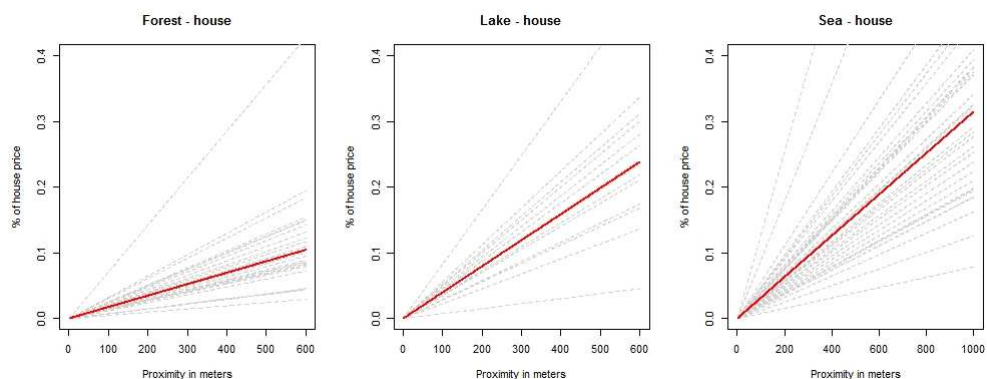 Forest - house
% of house price
0.4
0.3
0.2
0.1
0.0
0 100 200 300 400 500 600
Proximity in meters
Lake - house
% of house price
0.4
0.3
0.2
0.1
0.0
0 100 200 300 400 500 600
Proximity in meters
Sea - house
% of house price
0.4
0.3
0.2
0.1
0.0
0 200 400 600 800 1000
Proximity in meters